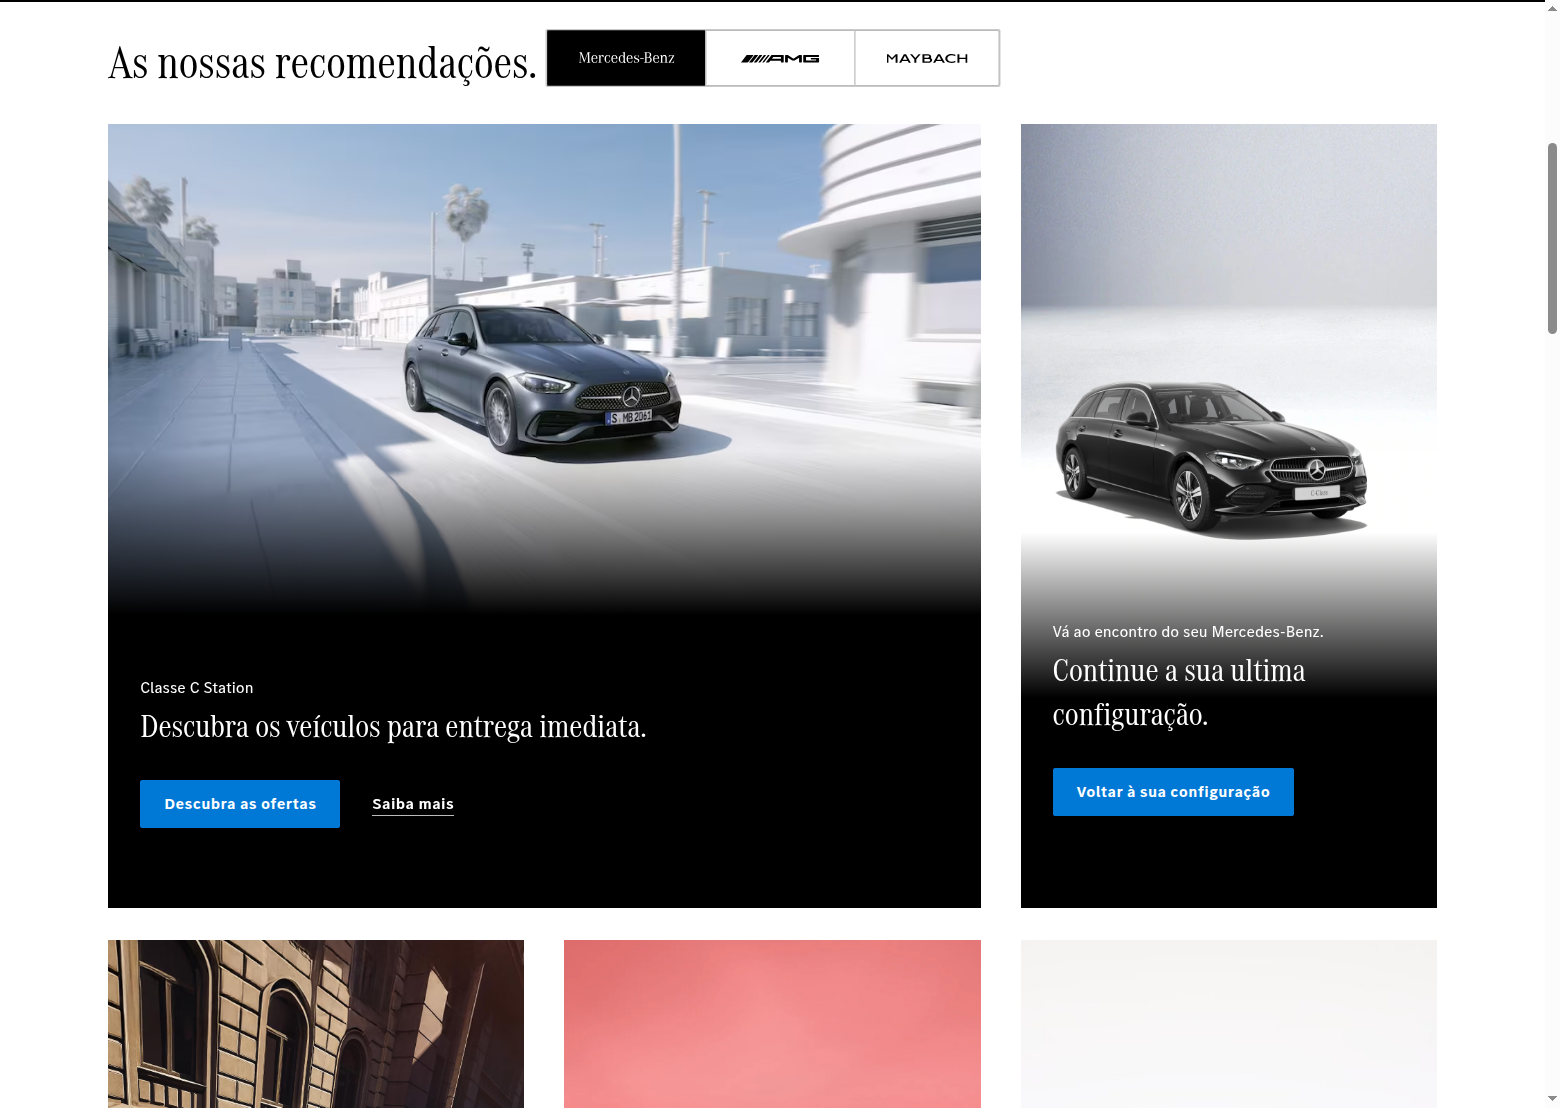 As nossas recomendações.
Mercedes-Benz
AMG
MAYBACH
S MB 2061
C-Class
Classe C Station
Descubra os veículos para entrega imediata.
Descubra as ofertas
Saiba mais
Vá ao encontro do seu Mercedes-Benz.
Continue a sua ultima
configuração.
Voltar à sua configuração